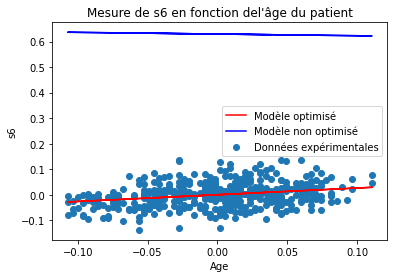 Mesure de s6 en fonction del'âge du patient
0.6
0.5
0.4
0.3
0.2
0.1
0.0
−0.1
s6
Modèle optimisé
Modèle non optimisé
Données expérimentales
−0.10
−0.05
0.00
0.05
0.10
Age